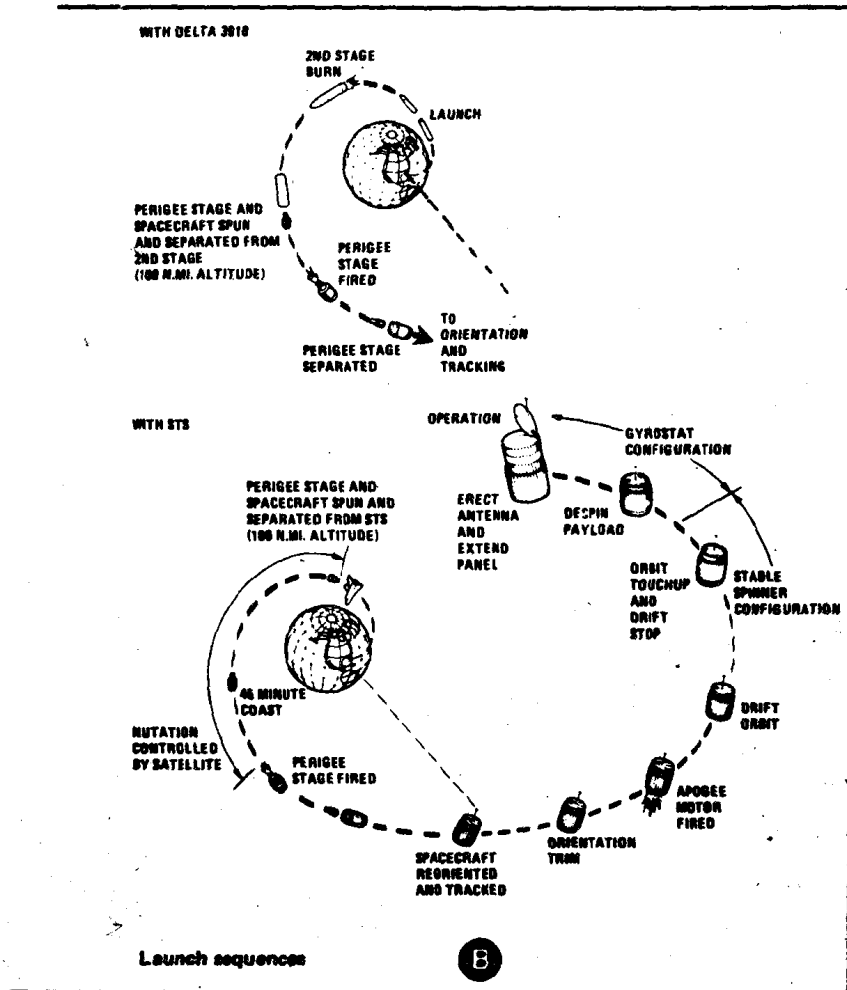 WITH DELTA 3910
2ND STAGE
BURN
LAUNCH
PERIGEE STAGE AND
SPACECRAFT SPUN
AND SEPARATED FROM
2ND STAGE
(100 N.MI. ALTITUDE)
PERIGEE
STAGE
FIRED
PERIGEE STAGE
SEPARATED
TO
ORIENTATION
AND
TRACKING
WITH STS
OPERATION
GYROSTAT
CONFIGURATION
PERIGEE STAGE AND
SPACECRAFT SPUN AND
SEPARATED FROM STS
(100 N.MI. ALTITUDE)
ERECT
ANTENNA
AND
EXTEND
PANEL
DESPIN
PAYLOAD
ORBIT
TOUCHUP
AND
DRIFT
STOP
STABLE
SPINNER
CONFIGURATION
MINUTE
COAST
NUTATION
CONTROLLED
BY SATELLITE
PERIGEE
STAGE FIRED
DRIFT
ORBIT
APOGEE
MOTOR
FIRED
ORIENTATION
TRIM
SPACECRAFT
REORIENTED
AND TRACKED
Launch sequences
B